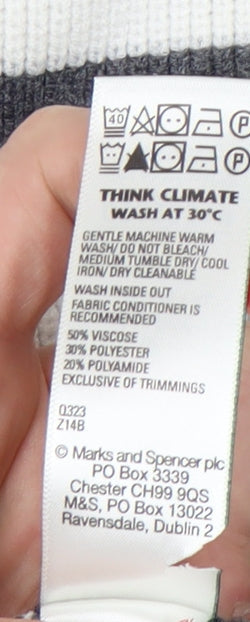 40 P
P
THINK CLIMATE
WASH AT 30°C
GENTLE MACHINE WARM
WASH/ DO NOT BLEACH/
MEDIUM TUMBLE DRY/ COOL
IRON/ DRY CLEANABLE
WASH INSIDE OUT
FABRIC CONDITIONER IS
RECOMMENDED
50% VISCOSE
30% POLYESTER
20% POLYAMIDE
EXCLUSIVE OF TRIMMINGS
Q323
Z14B
© Marks and Spencer plc
PO Box 3339
Chester CH99 9QS
M&S, PO Box 13022
Ravensdale, Dublin 2